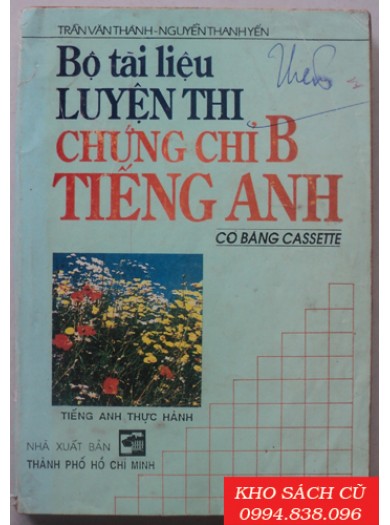 TRẦN VĂN THÀNH - NGUYỄN THANH YẾN
Bộ tài liệu
LUYỆN THI
CHỨNG CHỈ B
TIẾNG ANH
CÓ BĂNG CASSETTE
TIẾNG ANH THỰC HÀNH
NHÀ XUẤT BẢN
THÀNH PHỐ HỒ CHÍ MINH
KHO SÁCH CŨ
0994.838.096